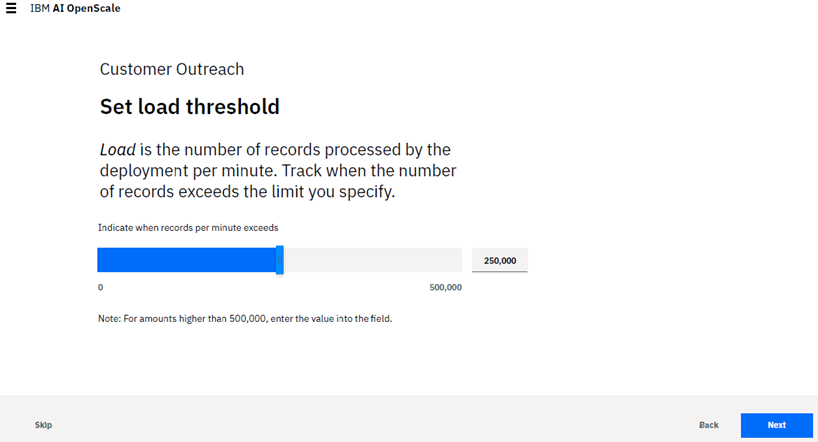 IBM AI OpenScale
Customer Outreach
Set load threshold
Load is the number of records processed by the
deployment per minute. Track when the number
of records exceeds the limit you specify.
Indicate when records per minute exceeds
250,000
0 500,000
Note: For amounts higher than 500,000, enter the value into the field.
Skip Back Next